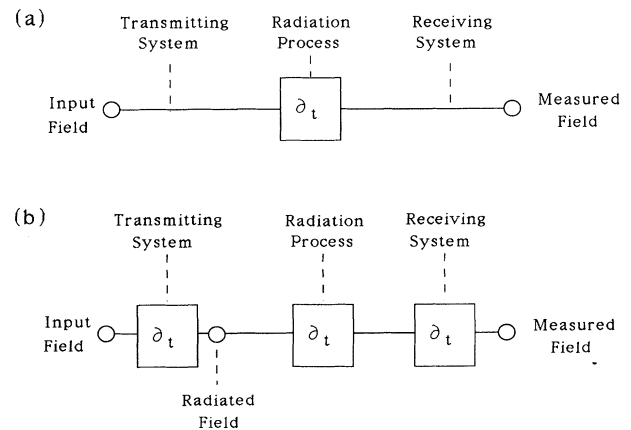 (a)
Transmitting
System
Radiation
Process
Receiving
System
Input
Field
∂t
Measured
Field
(b)
Transmitting
System
Radiation
Process
Receiving
System
Input
Field
∂t
∂t
∂t
Measured
Field
Radiated
Field